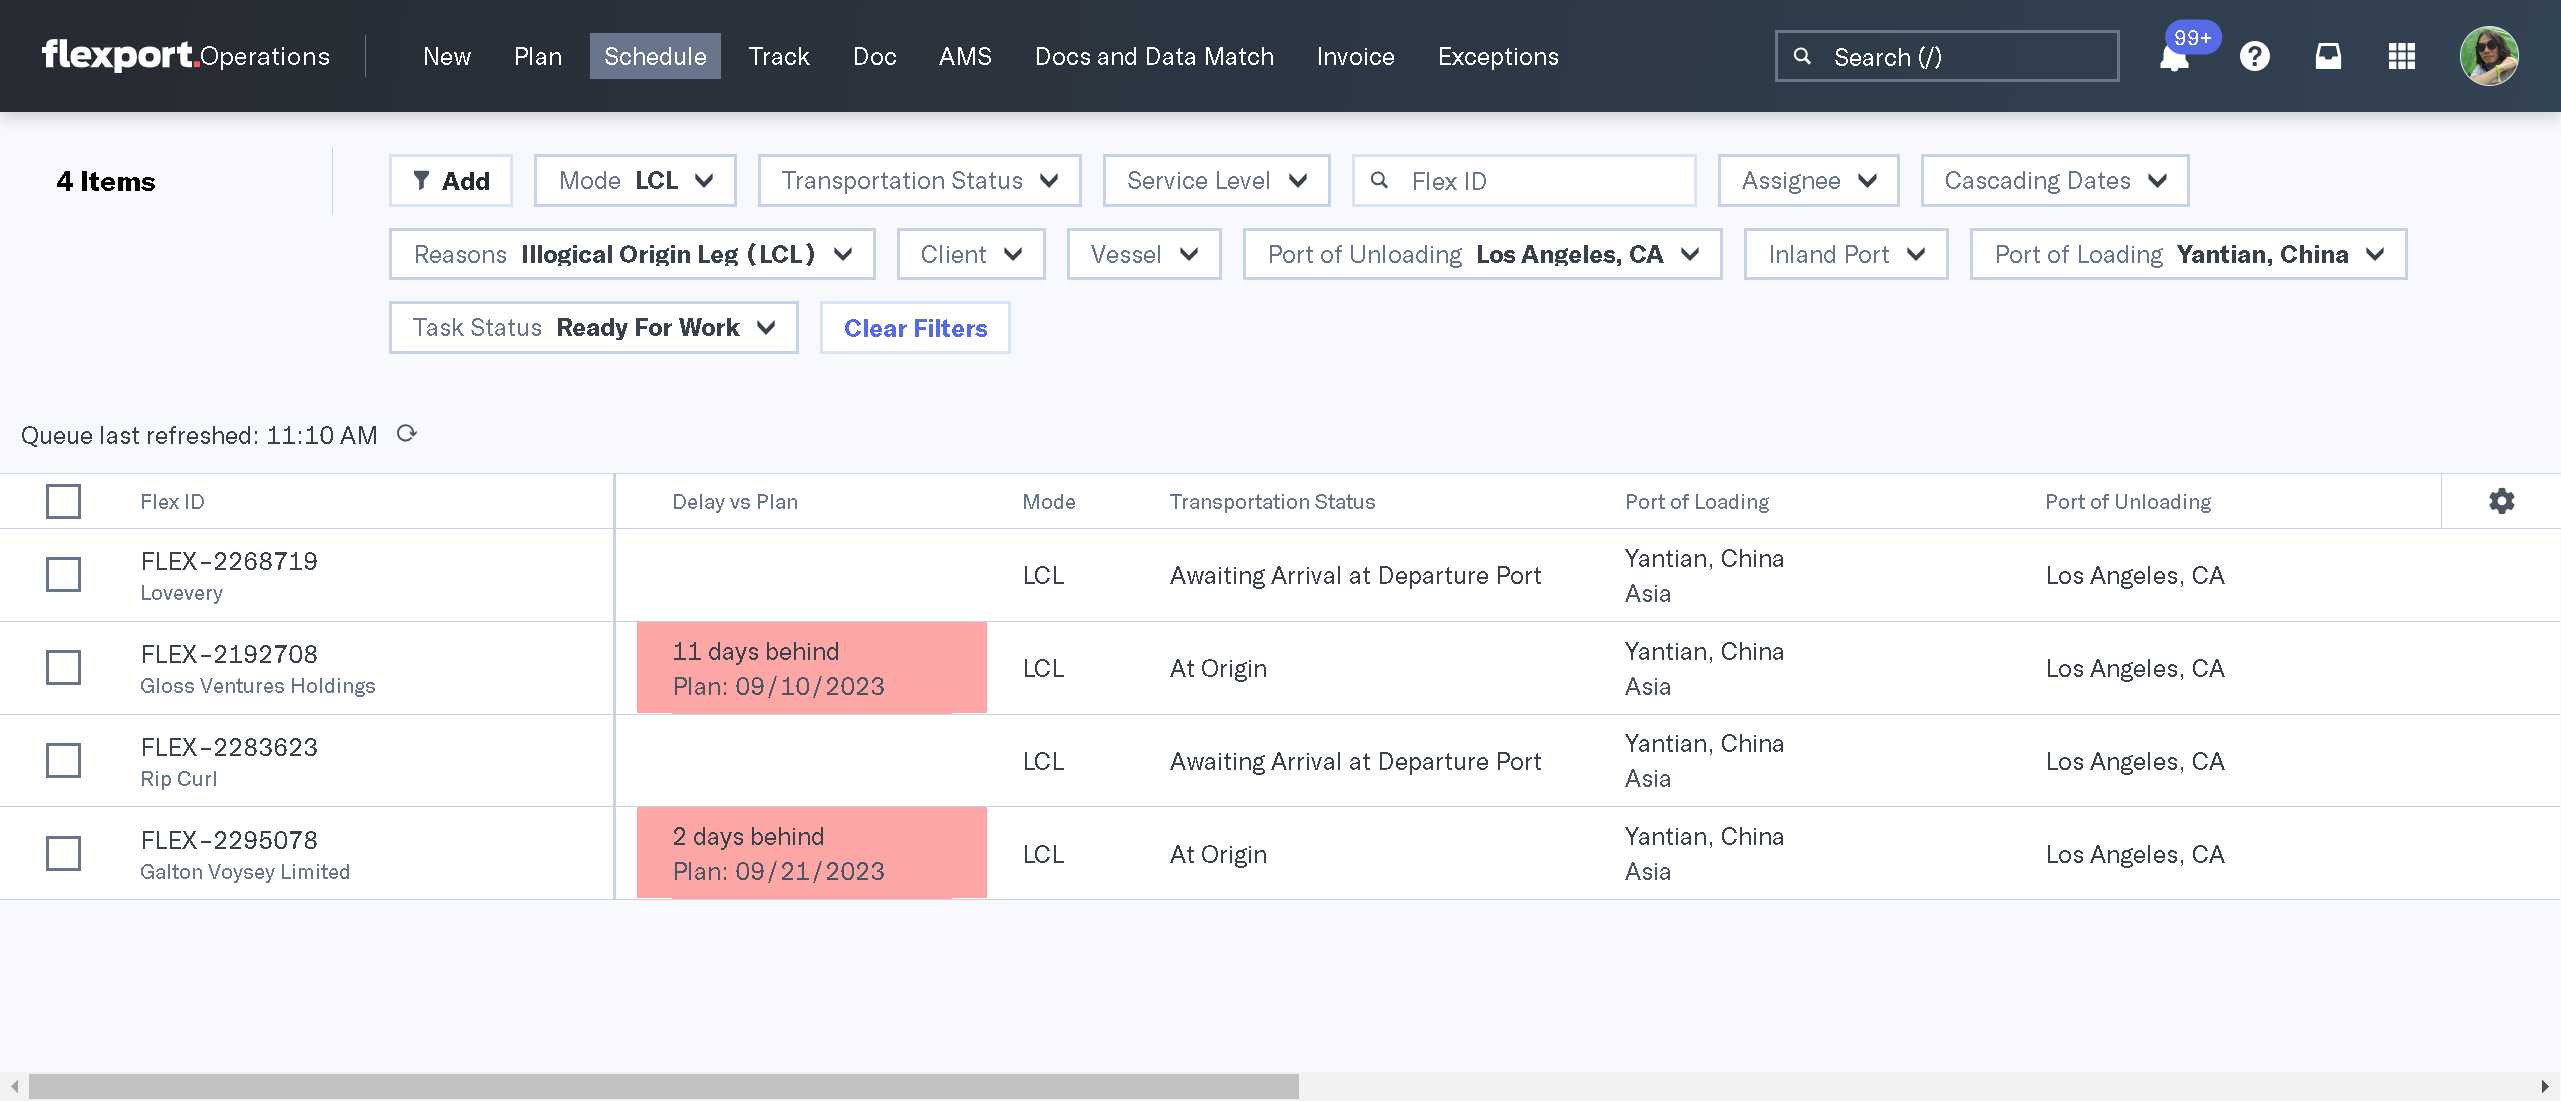 flexport. Operations New Plan Schedule Track Doc AMS Docs and Data Match Invoice Exceptions Search (/) 99+
4 Items Add Mode LCL Transportation Status Service Level Flex ID Assignee Cascading Dates
Reasons Illogical Origin Leg (LCL) Client Vessel Port of Unloading Los Angeles, CA Inland Port Port of Loading Yantian, China
Task Status Ready For Work Clear Filters
Queue last refreshed: 11:10 AM
Flex ID Delay vs Plan Mode Transportation Status Port of Loading Port of Unloading
FLEX-2268719 LCL Awaiting Arrival at Departure Port Yantian, China Los Angeles, CA
Lovevery Asia
FLEX-2192708 11 days behind LCL At Origin Yantian, China Los Angeles, CA
Gloss Ventures Holdings Plan: 09/10/2023 Asia
FLEX-2283623 LCL Awaiting Arrival at Departure Port Yantian, China Los Angeles, CA
Rip Curl Asia
FLEX-2295078 2 days behind LCL At Origin Yantian, China Los Angeles, CA
Galton Voysey Limited Plan: 09/21/2023 Asia